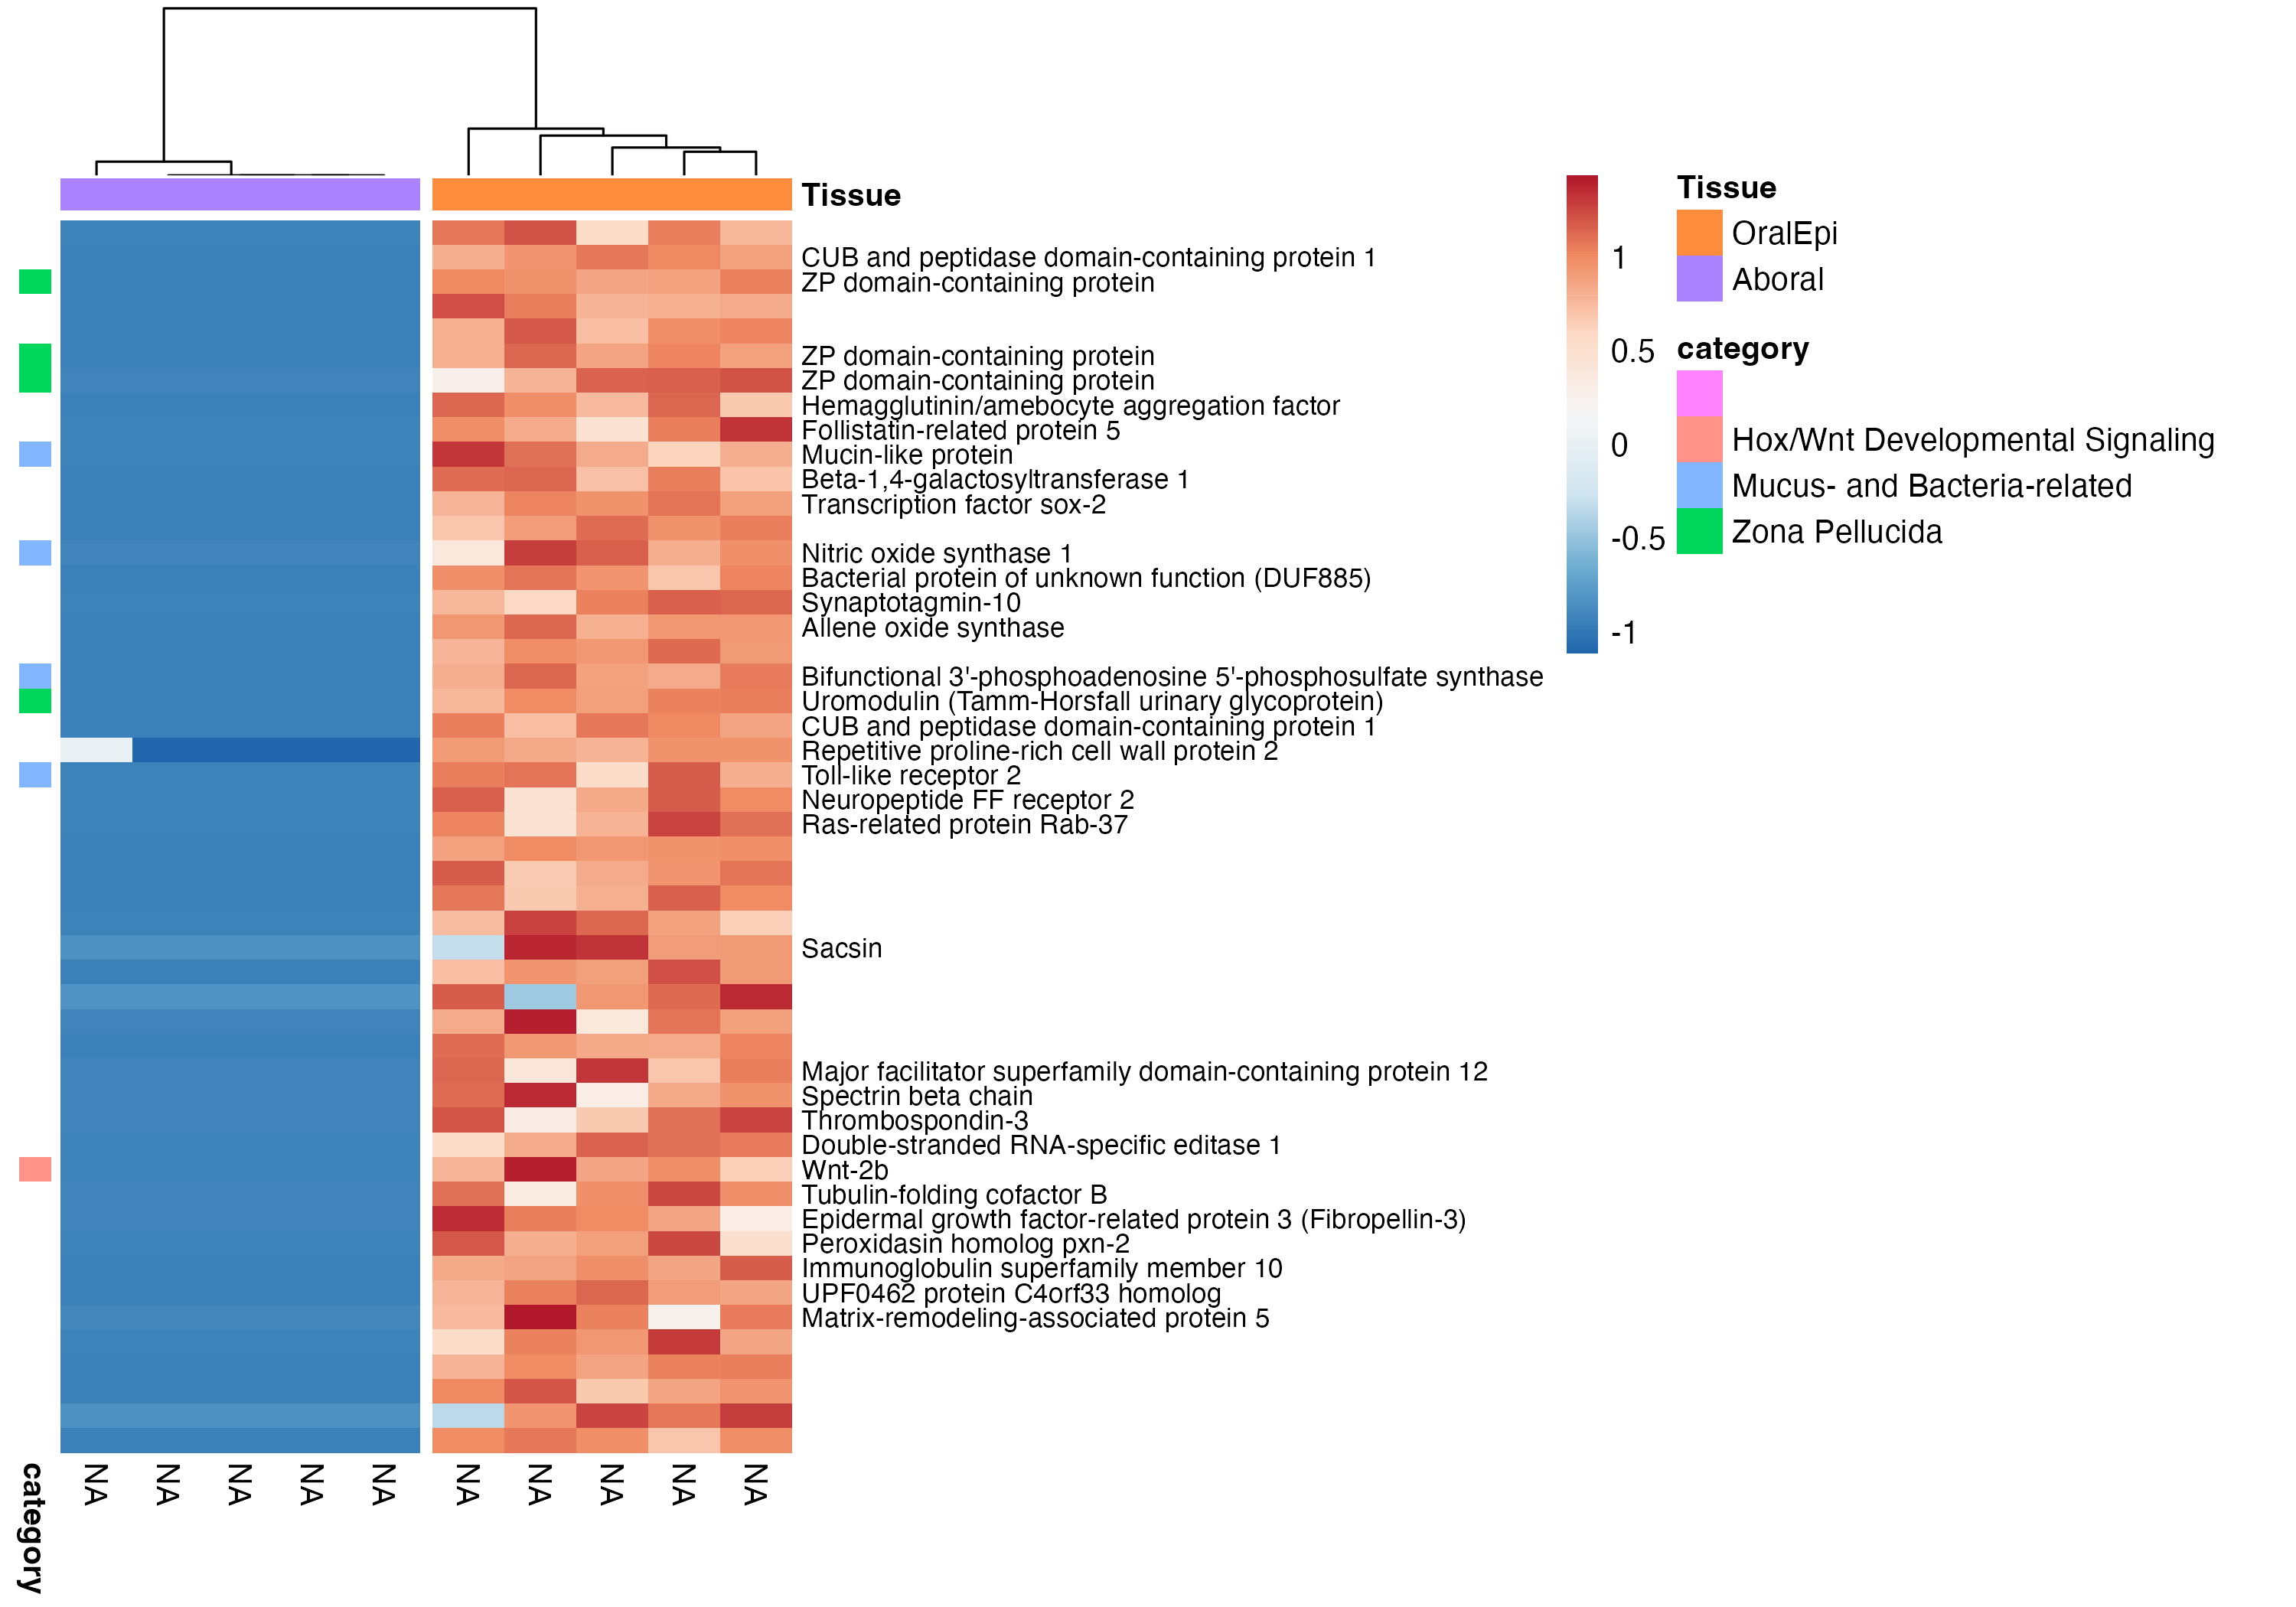 Tissue
CUB and peptidase domain-containing protein 1
ZP domain-containing protein
ZP domain-containing protein
ZP domain-containing protein
Hemagglutinin/amebocyte aggregation factor
Follistatin-related protein 5
Mucin-like protein
Beta-1,4-galactosyltransferase 1
Transcription factor sox-2
Nitric oxide synthase 1
Bacterial protein of unknown function (DUF885)
Synaptotagmin-10
Allene oxide synthase
Bifunctional 3'-phosphoadenosine 5'-phosphosulfate synthase
Uromodulin (Tamm-Horsfall urinary glycoprotein)
CUB and peptidase domain-containing protein 1
Repetitive proline-rich cell wall protein 2
Toll-like receptor 2
Neuropeptide FF receptor 2
Ras-related protein Rab-37
Sacsin
Major facilitator superfamily domain-containing protein 12
Spectrin beta chain
Thrombospondin-3
Double-stranded RNA-specific editase 1
Wnt-2b
Tubulin-folding cofactor B
Epidermal growth factor-related protein 3 (Fibropellin-3)
Peroxidasin homolog pxn-2
Immunoglobulin superfamily member 10
UPF0462 protein C4orf33 homolog
Matrix-remodeling-associated protein 5
category
NA
NA
NA
NA
NA
NA
NA
NA
NA
NA
1
0.5
0
-0.5
-1
Tissue
OralEpi
Aboral
category
Hox/Wnt Developmental Signaling
Mucus- and Bacteria-related
Zona Pellucida